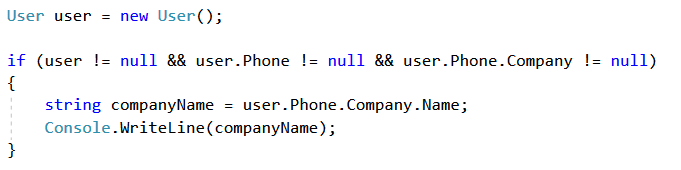 User user = new User();
if (user != null && user.Phone != null && user.Phone.Company != null)
{
    string companyName = user.Phone.Company.Name;
    Console.WriteLine(companyName);
}